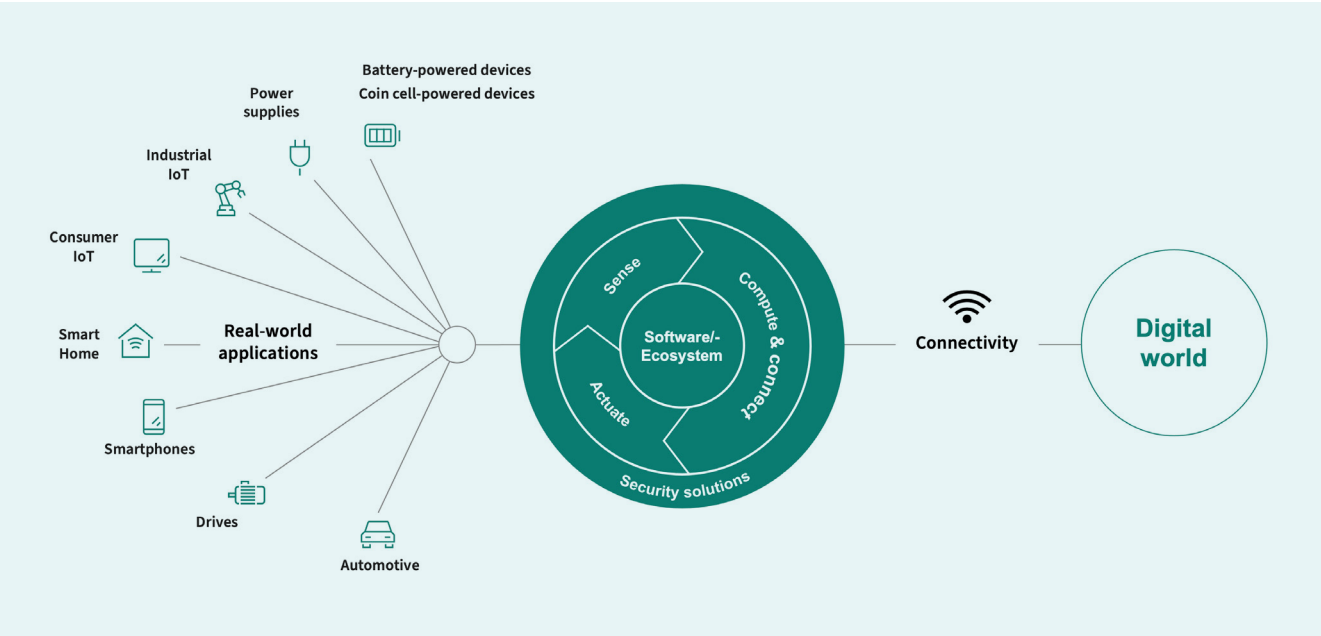 Battery-powered devices
Coin cell-powered devices
Power
supplies
Industrial
IoT
Consumer
IoT
Smart
Home
Real-world
applications
Smartphones
Drives
Automotive
Sense
Compute & connect
Actuate
Software/-
Ecosystem
Security solutions
Connectivity
Digital
world